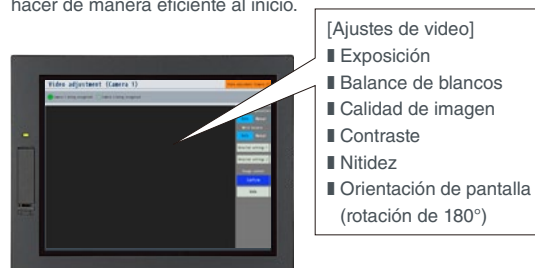 hacer de manera eficiente al inicio.
[Ajustes de video]
Exposición
Balance de blancos
Calidad de imagen
Contraste
Nitidez
Orientación de pantalla
(rotación de 180°)
Video adjustment (Camera 1)